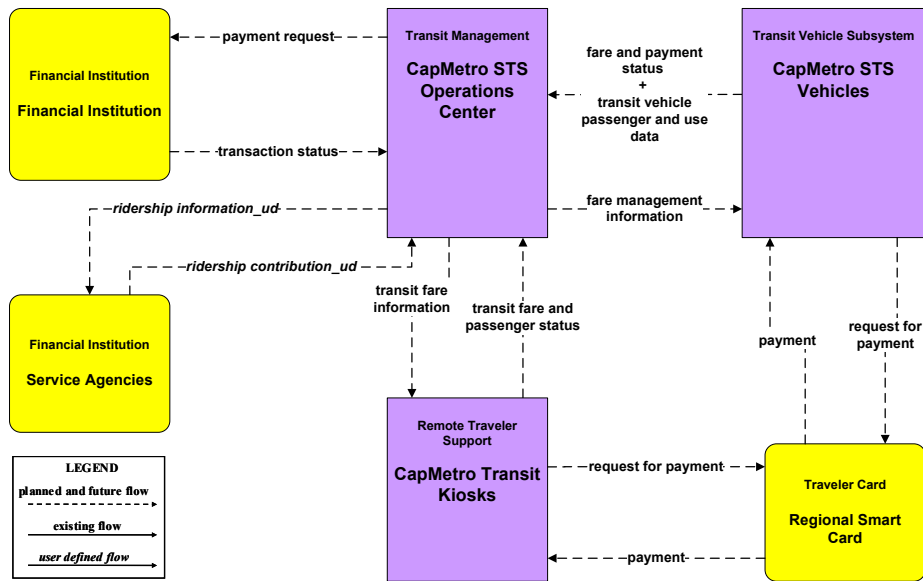 payment request
Financial Institution
Financial Institution
transaction status
Transit Management
CapMetro STS
Operations
Center
fare and payment
status
+
transit vehicle
passenger and use
data
Transit Vehicle Subsystem
CapMetro STS
Vehicles
ridership information_ud
fare management
information
ridership contribution_ud
transit fare
information
transit fare and
passenger status
payment
request for
payment
Financial Institution
Service Agencies
Remote Traveler
Support
CapMetro Transit
Kiosks
request for payment
payment
Traveler Card
Regional Smart
Card
LEGEND
planned and future flow
existing flow
user defined flow